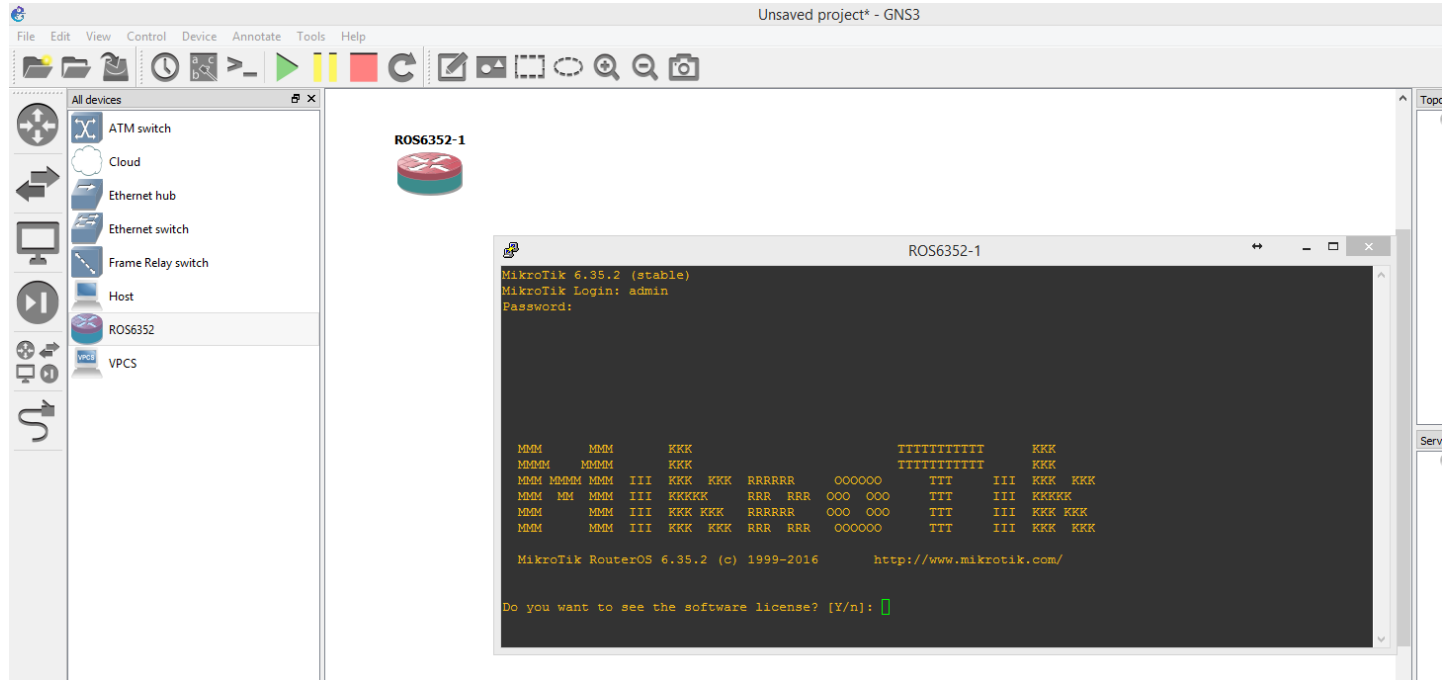 Unsaved project* - GNS3
File Edit View Control Device Annotate Tools Help
All devices
ATM switch
Cloud
Ethernet hub
Ethernet switch
Frame Relay switch
Host
ROS6352
VPCS
VPCS
ROS6352-1
ROS6352-1
MikroTik 6.35.2 (stable)
MikroTik Login: admin
Password:
MMM      MMM       KKK                          TTTTTTTTTTT      KKK
MMMM    MMMM       KKK                          TTTTTTTTTTT      KKK
MMM MMMM MMM  III  KKK  KKK  RRRRRR     OOOOOO      TTT     III  KKK  KKK
MMM  MM  MMM  III  KKKKK     RRR  RRR  OOO  OOO     TTT     III  KKKKK
MMM      MMM  III  KKK KKK   RRRRRR    OOO  OOO     TTT     III  KKK KKK
MMM      MMM  III  KKK  KKK  RRR  RRR   OOOOOO      TTT     III  KKK  KKK
MikroTik RouterOS 6.35.2 (c) 1999-2016       http://www.mikrotik.com/
Do you want to see the software license? [Y/n]: